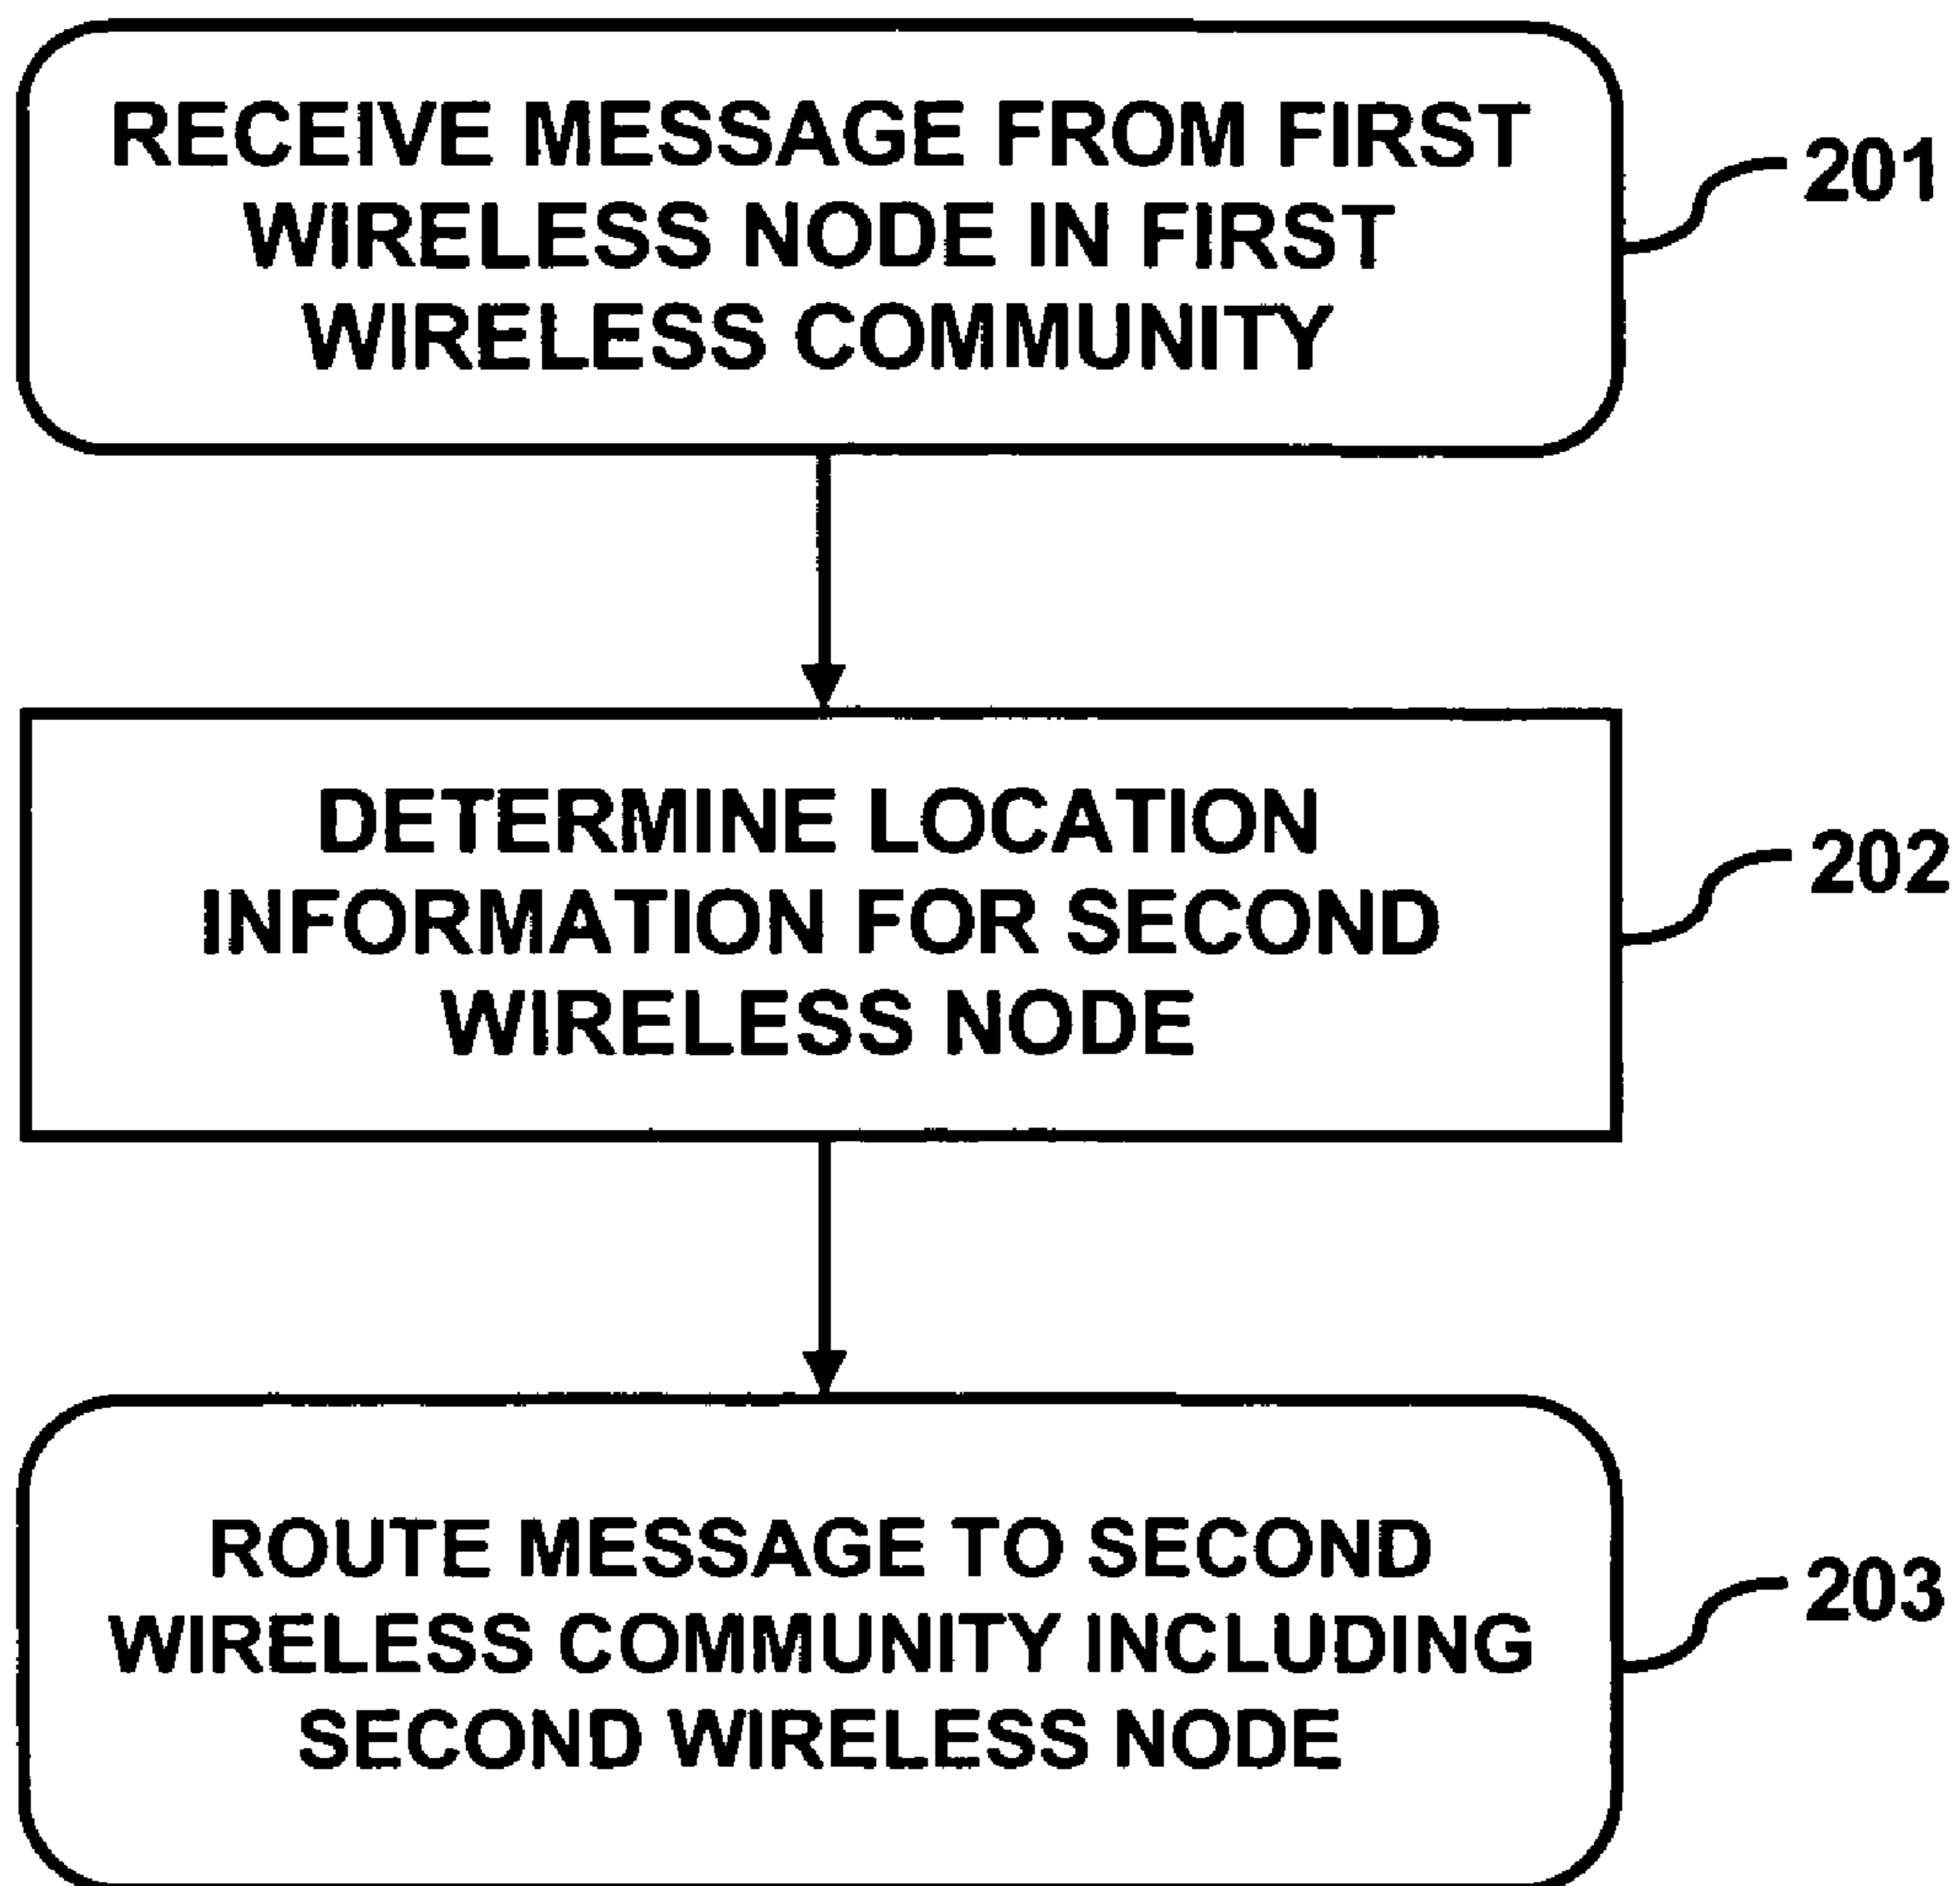 RECEIVE MESSAGE FROM FIRST
WIRELESS NODE IN FIRST
WIRELESS COMMUNITY
201
DETERMINE LOCATION
INFORMATION FOR SECOND
WIRELESS NODE
202
ROUTE MESSAGE TO SECOND
WIRELESS COMMUNITY INCLUDING
SECOND WIRELESS NODE
203